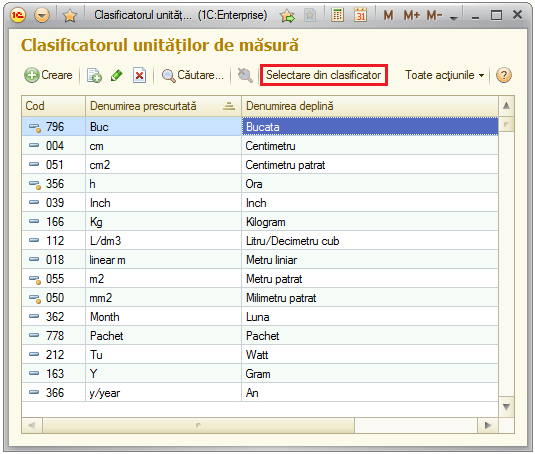 Clasificatorul unităț... (1C:Enterprise)
M M+ M-
Clasificatorul unităților de măsură
Creare Căutare... Selectare din clasificator Toate acțiunile
Cod Denumirea prescurtată Denumirea deplină
796 Buc Bucata
004 cm Centimetru
051 cm2 Centimetru patrat
356 h Ora
039 Inch Inch
166 Kg Kilogram
112 L/dm3 Litru/Decimetru cub
018 linear m Metru liniar
055 m2 Metru patrat
050 mm2 Milimetru patrat
362 Month Luna
778 Pachet Pachet
212 Tu Watt
163 Y Gram
366 y/year An